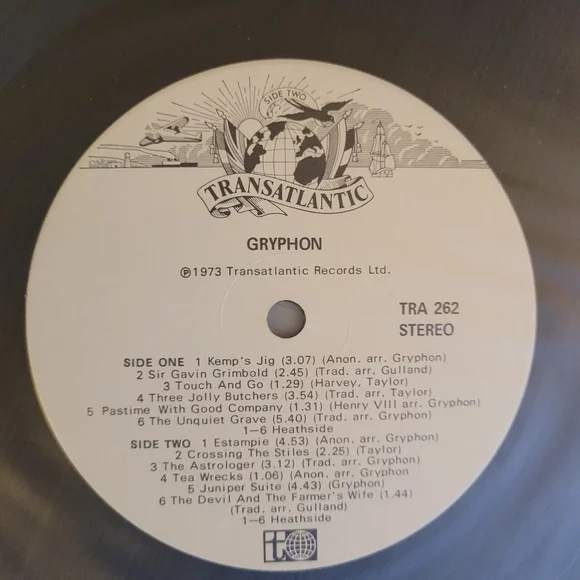 SIDE TWO
TRANSATLANTIC
GRYPHON
℗1973 Transatlantic Records Ltd.
TRA 262
STEREO
SIDE ONE 1 Kemp's Jig (3.07) (Anon. arr. Gryphon)
2 Sir Gavin Grimbold (2.45) (Trad. arr. Gulland)
3 Touch And Go (1.29) (Harvey, Taylor)
4 Three Jolly Butchers (3.54) (Trad. arr. Taylor)
5 Pastime With Good Company (1.31) (Henry VIII arr. Gryphon)
6 The Unquiet Grave (5.40) (Trad. arr. Gryphon)
1—6 Heathside
SIDE TWO 1 Estampie (4.53) (Anon. arr. Gryphon)
2 Crossing The Stiles (2.25) (Taylor)
3 The Astrologer (3.12) (Trad. arr. Gryphon)
4 Tea Wrecks (1.06) (Anon. arr. Gryphon
5 Juniper Suite (4.43) (Gryphon)
6 The Devil And The Farmer's Wife (1.44)
(Trad. arr. Gulland)
1—6 Heathside
it